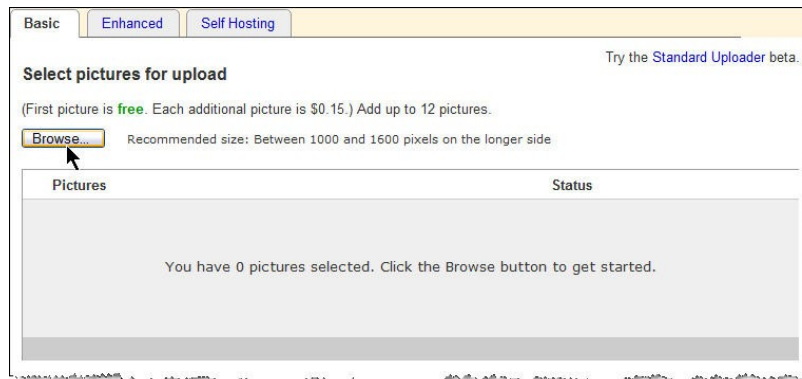 Basic Enhanced Self Hosting
Try the Standard Uploader beta.
Select pictures for upload
(First picture is free. Each additional picture is $0.15.) Add up to 12 pictures.
Browse... Recommended size: Between 1000 and 1600 pixels on the longer side
Pictures Status
You have 0 pictures selected. Click the Browse button to get started.